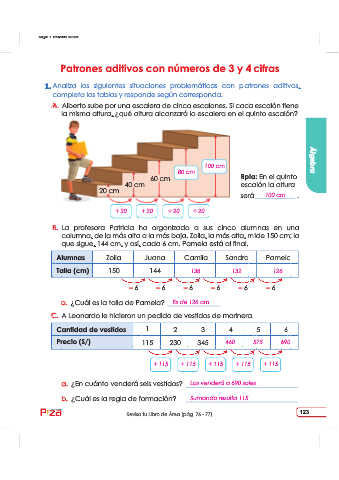 Patrones aditivos con números de 3 y 4 cifras
1. Analiza las siguientes situaciones problemáticas con patrones aditivos,
completa las tablas y responde según corresponda.
A. Alberto sube por una escalera de cinco escalones. Si cada escalón tiene
la misma altura, ¿qué altura alcanzará la escalera en el quinto escalón?
20 cm 40 cm 60 cm 80 cm 100 cm
+ 20 + 20 + 20 + 20
Rpta: En el quinto
escalón la altura
será 100 cm .
Álgebra
B. La profesora Patricia ha organizado a sus cinco alumnas en una
columna, de la más alta a la más baja. Zoila, la más alta, mide 150 cm; la
que sigue, 144 cm, y así, cada 6 cm. Pamela está al final.
Alumnas Zoila Juana Camila Sandra Pamela
Talla (cm) 150 144 138 132 126
– 6 – 6 – 6 – 6 – 6 – 6
a. ¿Cuál es la talla de Pamela? Es de 126 cm
C. A Leonardo le hicieron un pedido de vestidos de marinera.
Cantidad de vestidos 1 2 3 4 5 6
Precio (S/) 115 230 345 460 575 690
+ 115 + 115 + 115 + 115 + 115
a. ¿En cuánto venderá seis vestidos? Los venderá a 690 soles
b. ¿Cuál es la regla de formación? Sumando resulta 115
Revisa tu Libro de Área (pág. 76 - 77)
123